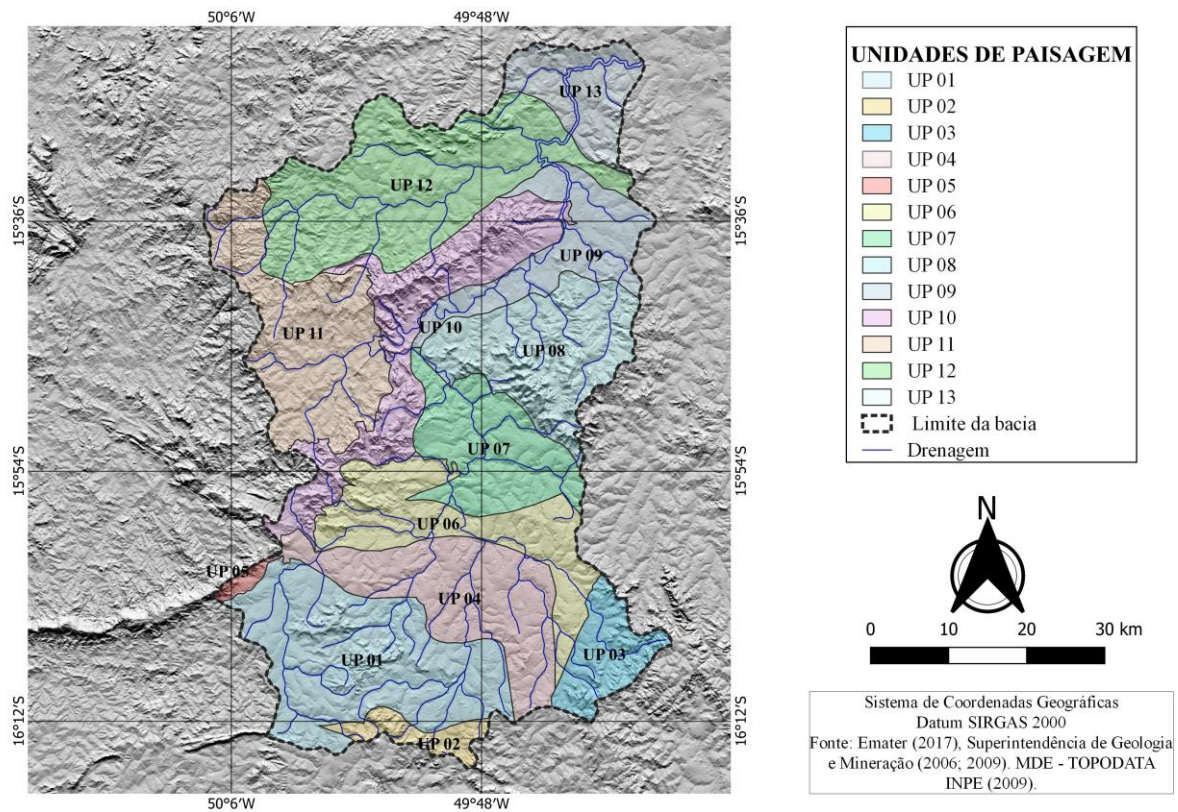 50°6'W
49°48'W
15°36'S
15°54'S
16°12'S
15°36'S
15°54'S
16°12'S
50°6'W
49°48'W
UP 13
UP 12
UP 09
UP 11
UP 10
UP 08
UP 07
UP 06
UP 05
UP 04
UP 01
UP 03
UP 02
UNIDADES DE PAISAGEM
UP 01
UP 02
UP 03
UP 04
UP 05
UP 06
UP 07
UP 08
UP 09
UP 10
UP 11
UP 12
UP 13
Límite da bacia
Drenagem
N
0 10 20 30 km
Sistema de Coordenadas Geográficas
Datum SIRGAS 2000
Fonte: Emater (2017), Superintendência de Geologia
e Mineração (2006; 2009). MDE - TOPODATA
INPE (2009).